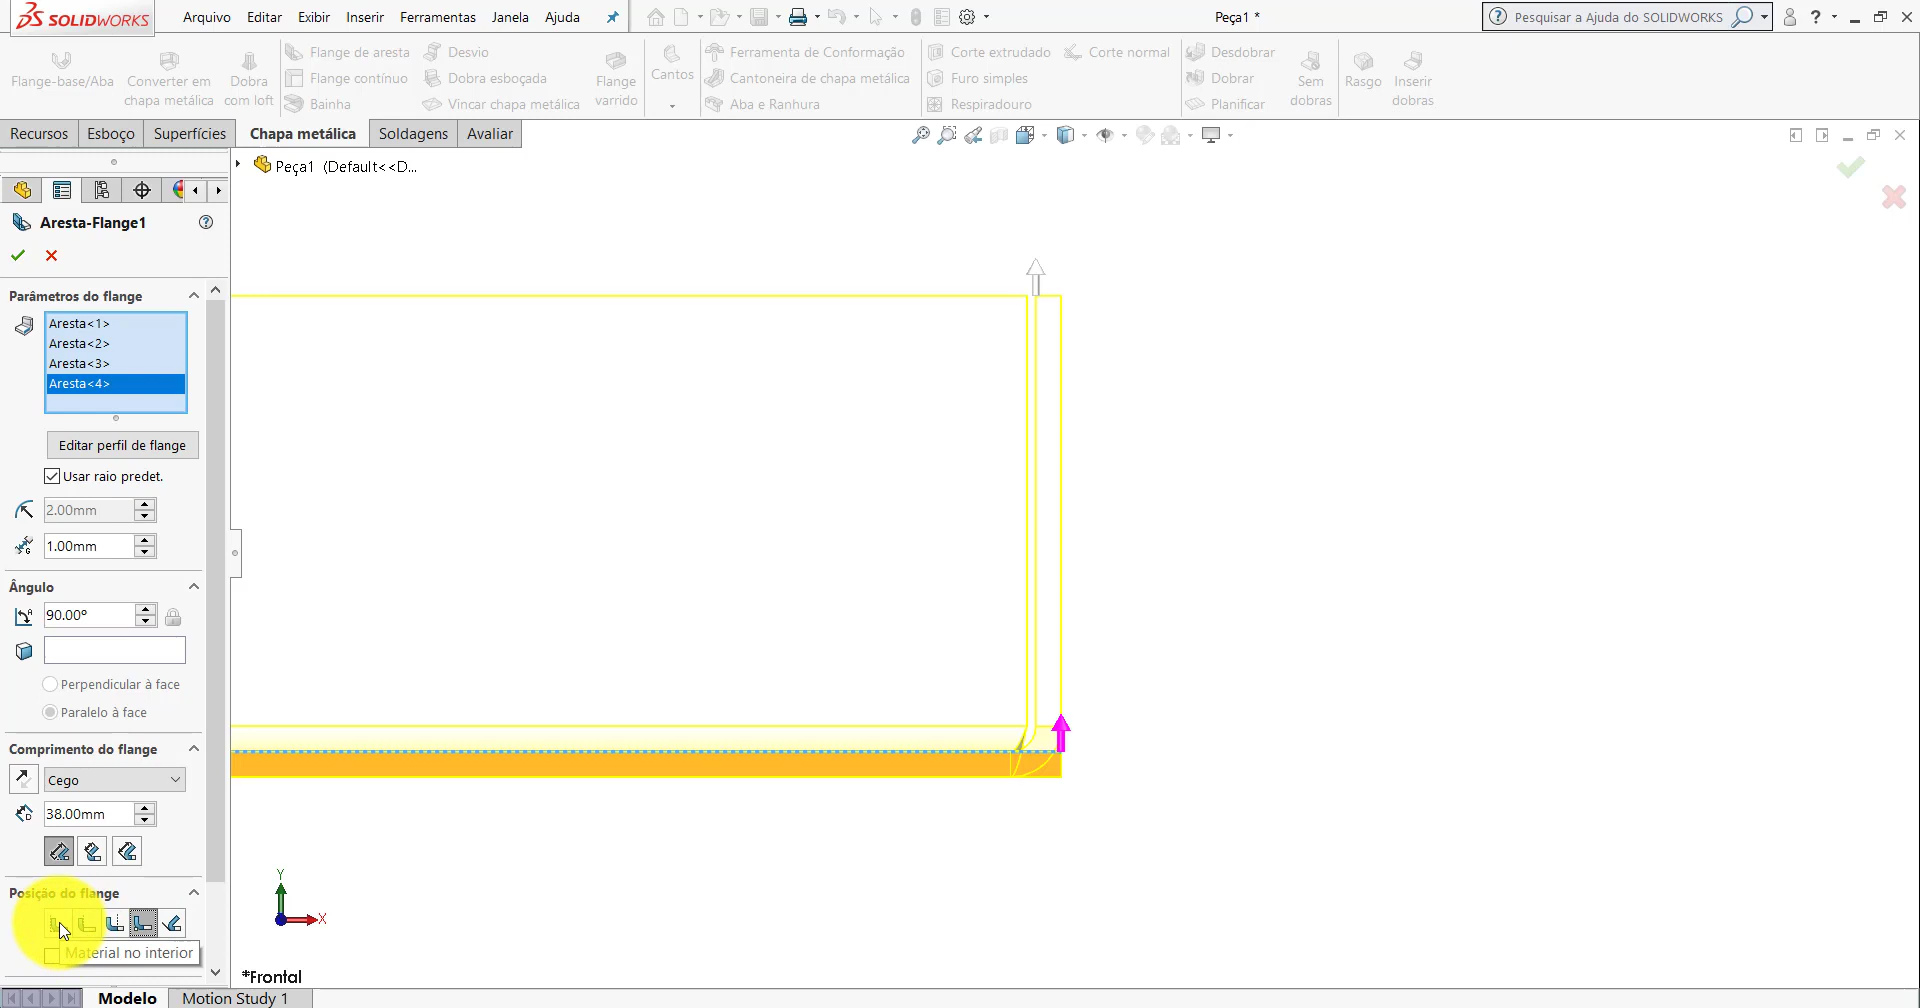 SOLIDWORKS
Arquivo Editar Exibir Inserir Ferramentas Janela Ajuda
Peça1 *
Pesquisar a Ajuda do SOLIDWORKS
Flange-base/Aba
Converter em
chapa metálica
Dobra
com loft
Flange de aresta
Flange contínuo
Bainha
Desvio
Dobra esboçada
Vincar chapa metálica
Flange
varrido
Cantos
Ferramenta de Conformação
Cantoneira de chapa metálica
Aba e Ranhura
Corte extrudado
Furo simples
Respiradouro
Corte normal
Desdobrar
Dobrar
Planificar
Sem
dobras
Rasgo
Inserir
dobras
Recursos Esboço Superfícies Chapa metálica Soldagens Avaliar
Peça1 (Default<<D...
Aresta-Flange1
Parâmetros do flange
Aresta<1>
Aresta<2>
Aresta<3>
Aresta<4>
Editar perfil de flange
Usar raio predet.
2.00mm
1.00mm
Ângulo
90.00°
Perpendicular à face
Paralelo à face
Comprimento do flange
Cego
38.00mm
Posição do flange
Material no interior
Y
X
*Frontal
Modelo Motion Study 1